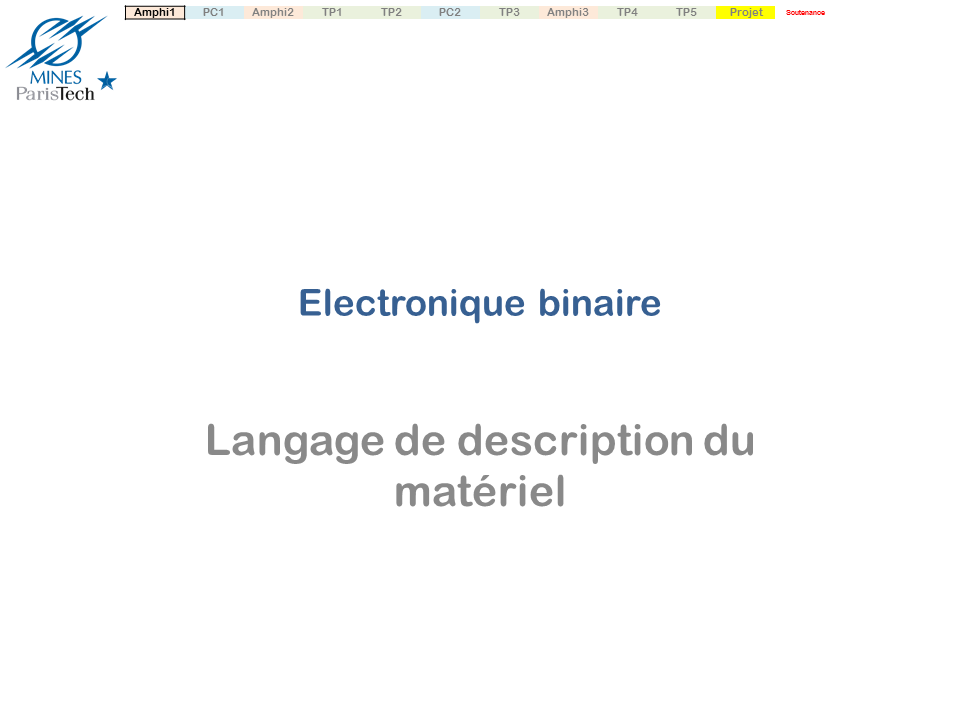 Amphi1 PC1 Amphi2 TP1 TP2 PC2 TP3 Amphi3 TP4 TP5 Projet Soutenance
MINES
ParisTech
Electronique binaire
Langage de description du
matériel